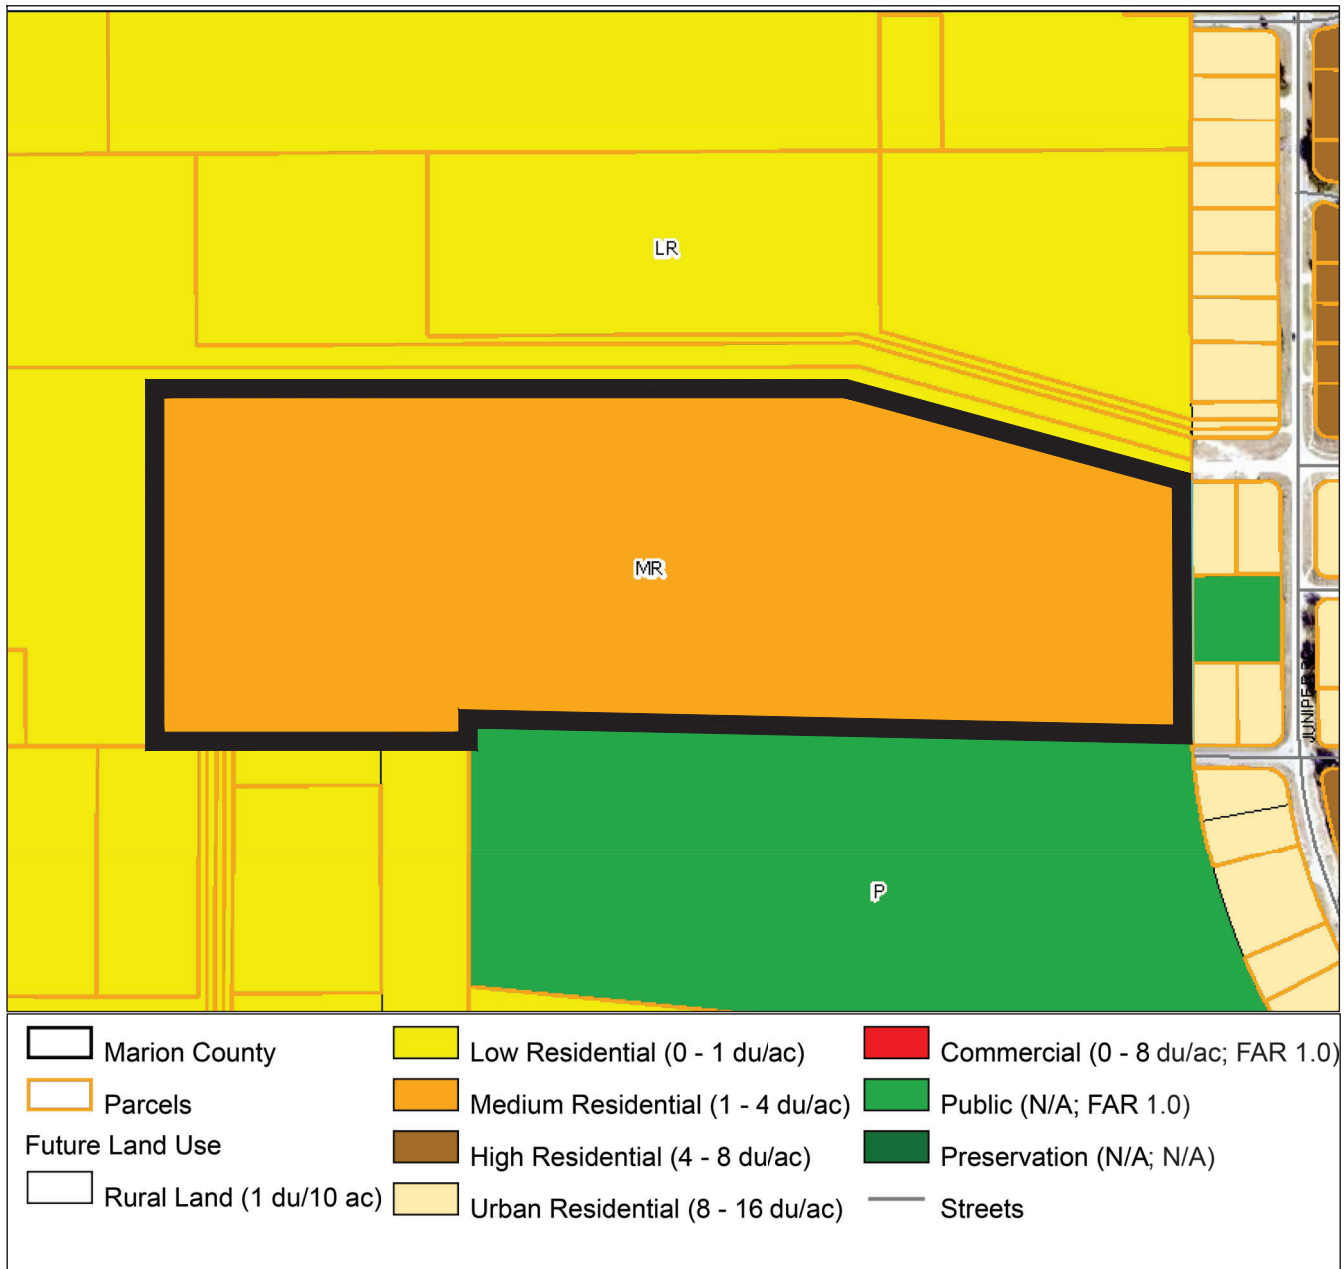 LR
MR
JUNIPER
P
Marion County
Parcels
Future Land Use
Rural Land (1 du/10 ac)
Low Residential (0 - 1 du/ac)
Medium Residential (1 - 4 du/ac)
High Residential (4 - 8 du/ac)
Urban Residential (8 - 16 du/ac)
Commercial (0 - 8 du/ac; FAR 1.0)
Public (N/A; FAR 1.0)
Preservation (N/A; N/A)
Streets